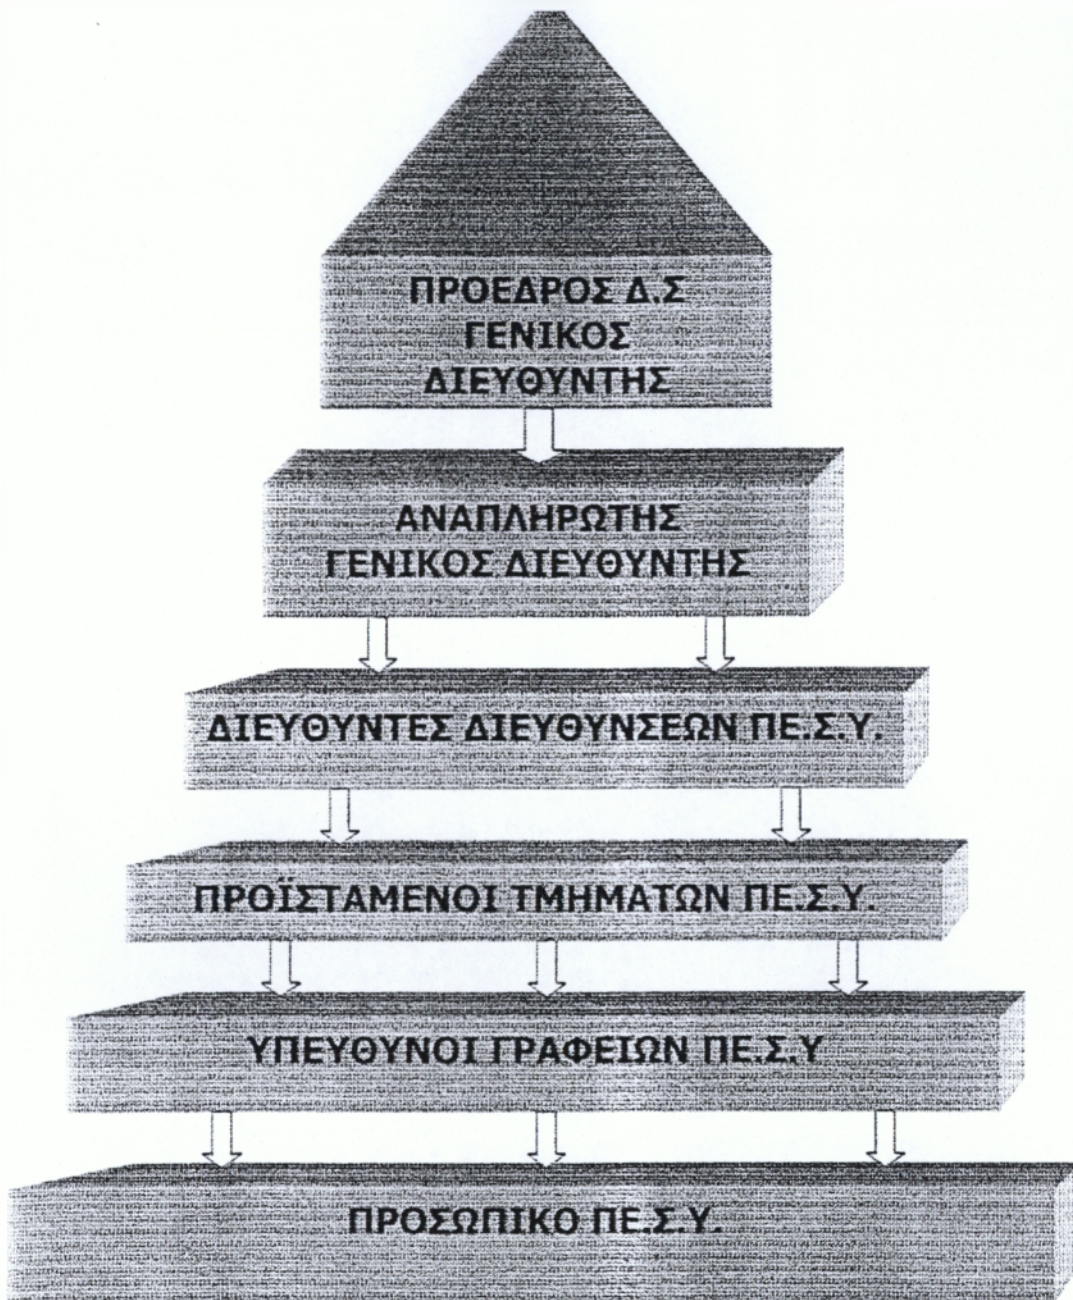 ΠΡΟΕΔΡΟΣ Δ.Σ
ΓΕΝΙΚΟΣ
ΔΙΕΥΘΥΝΤΗΣ
ΑΝΑΠΛΗΡΩΤΗΣ
ΓΕΝΙΚΟΣ ΔΙΕΥΘΥΝΤΗΣ
ΔΙΕΥΘΥΝΤΕΣ ΔΙΕΥΘΥΝΣΕΩΝ ΠΕ.Σ.Υ.
ΠΡΟΪΣΤΑΜΕΝΟΙ ΤΜΗΜΑΤΩΝ ΠΕ.Σ.Υ.
ΥΠΕΥΘΥΝΟΙ ΓΡΑΦΕΙΩΝ ΠΕ.Σ.Υ
ΠΡΟΣΩΠΙΚΟ ΠΕ.Σ.Υ.